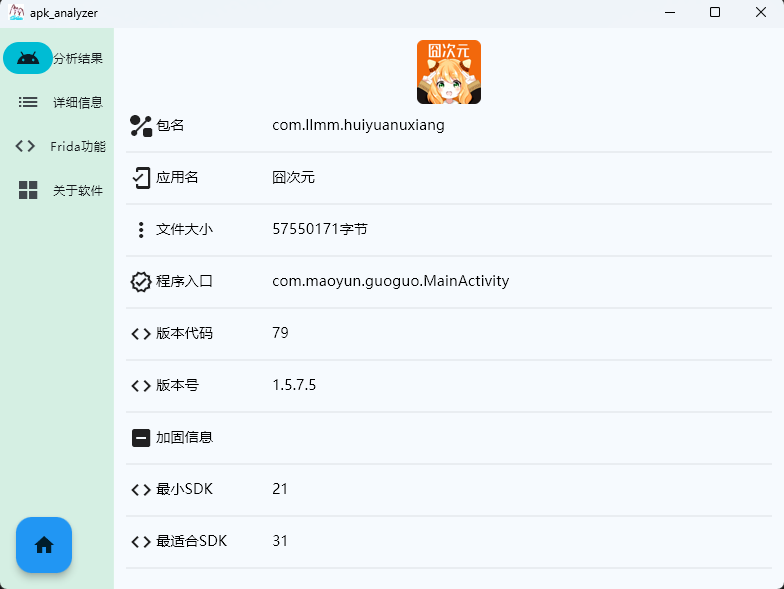 apk_analyzer
分析结果
详细信息
Frida功能
关于软件
囧次元
包名 com.llmm.huiyuanuxiang
应用名 囧次元
文件大小 57550171字节
程序入口 com.maoyun.guoguo.MainActivity
版本代码 79
版本号 1.5.7.5
加固信息
最小SDK 21
最适合SDK 31